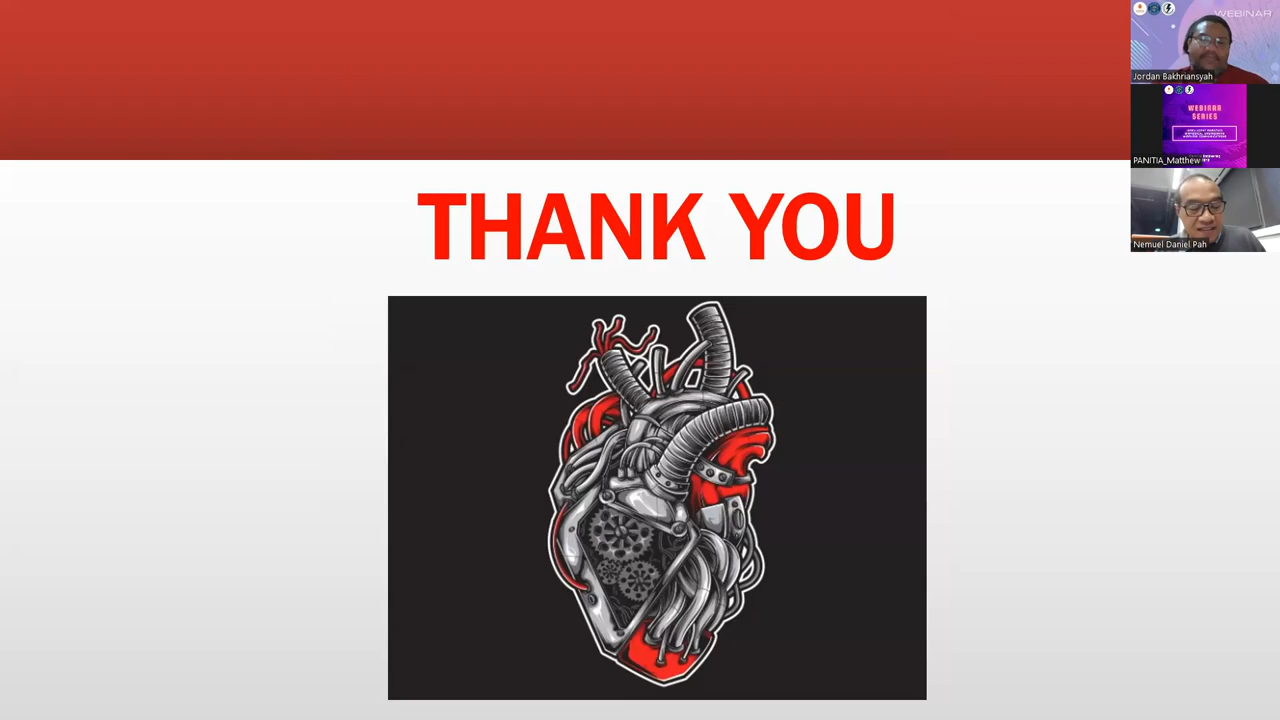 THANK YOU
WEBINAR
Jordan Bakhriansyah
WEBINAR
SERIES
PANITIA_Matthew
Nemuel Daniel Pah